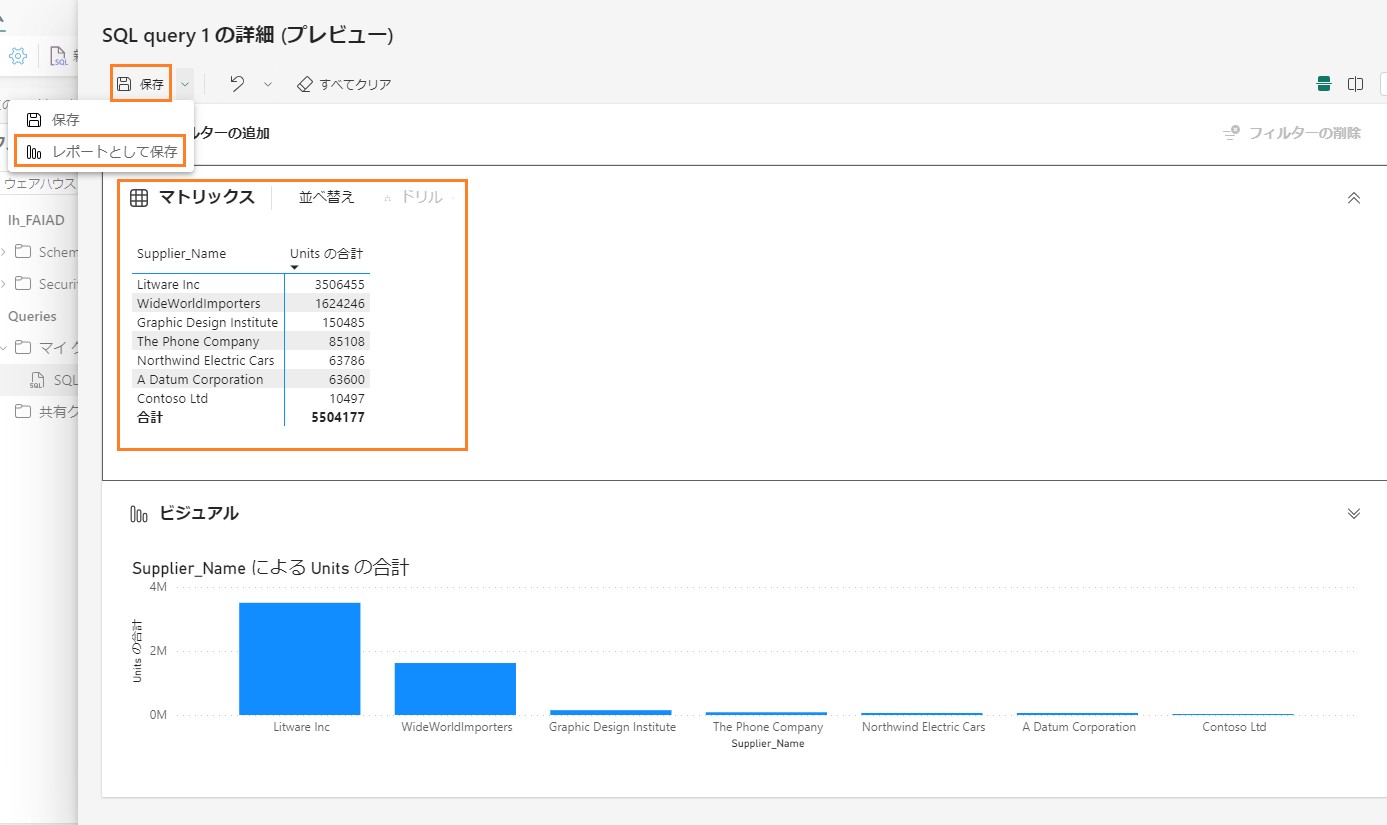 SQL query 1 の詳細 (プレビュー)
SQL
保存
すべてクリア
保存
レポートとして保存
ルターの追加
フィルターの削除
ウェアハウス
lh_FAIAD
Schem
Securi
Queries
マイ ク
SQL
SQL
共有ク
マトリックス
並べ替え
ドリル
Supplier_Name Units の合計
Litware Inc 3506455
WideWorldImporters 1624246
Graphic Design Institute 150485
The Phone Company 85108
Northwind Electric Cars 63786
A Datum Corporation 63600
Contoso Ltd 10497
合計 5504177
ビジュアル
Supplier_Name による Units の合計
Units の合計
4M
2M
0M
Litware Inc WideWorldImporters Graphic Design Institute The Phone Company Northwind Electric Cars A Datum Corporation Contoso Ltd
Supplier_Name